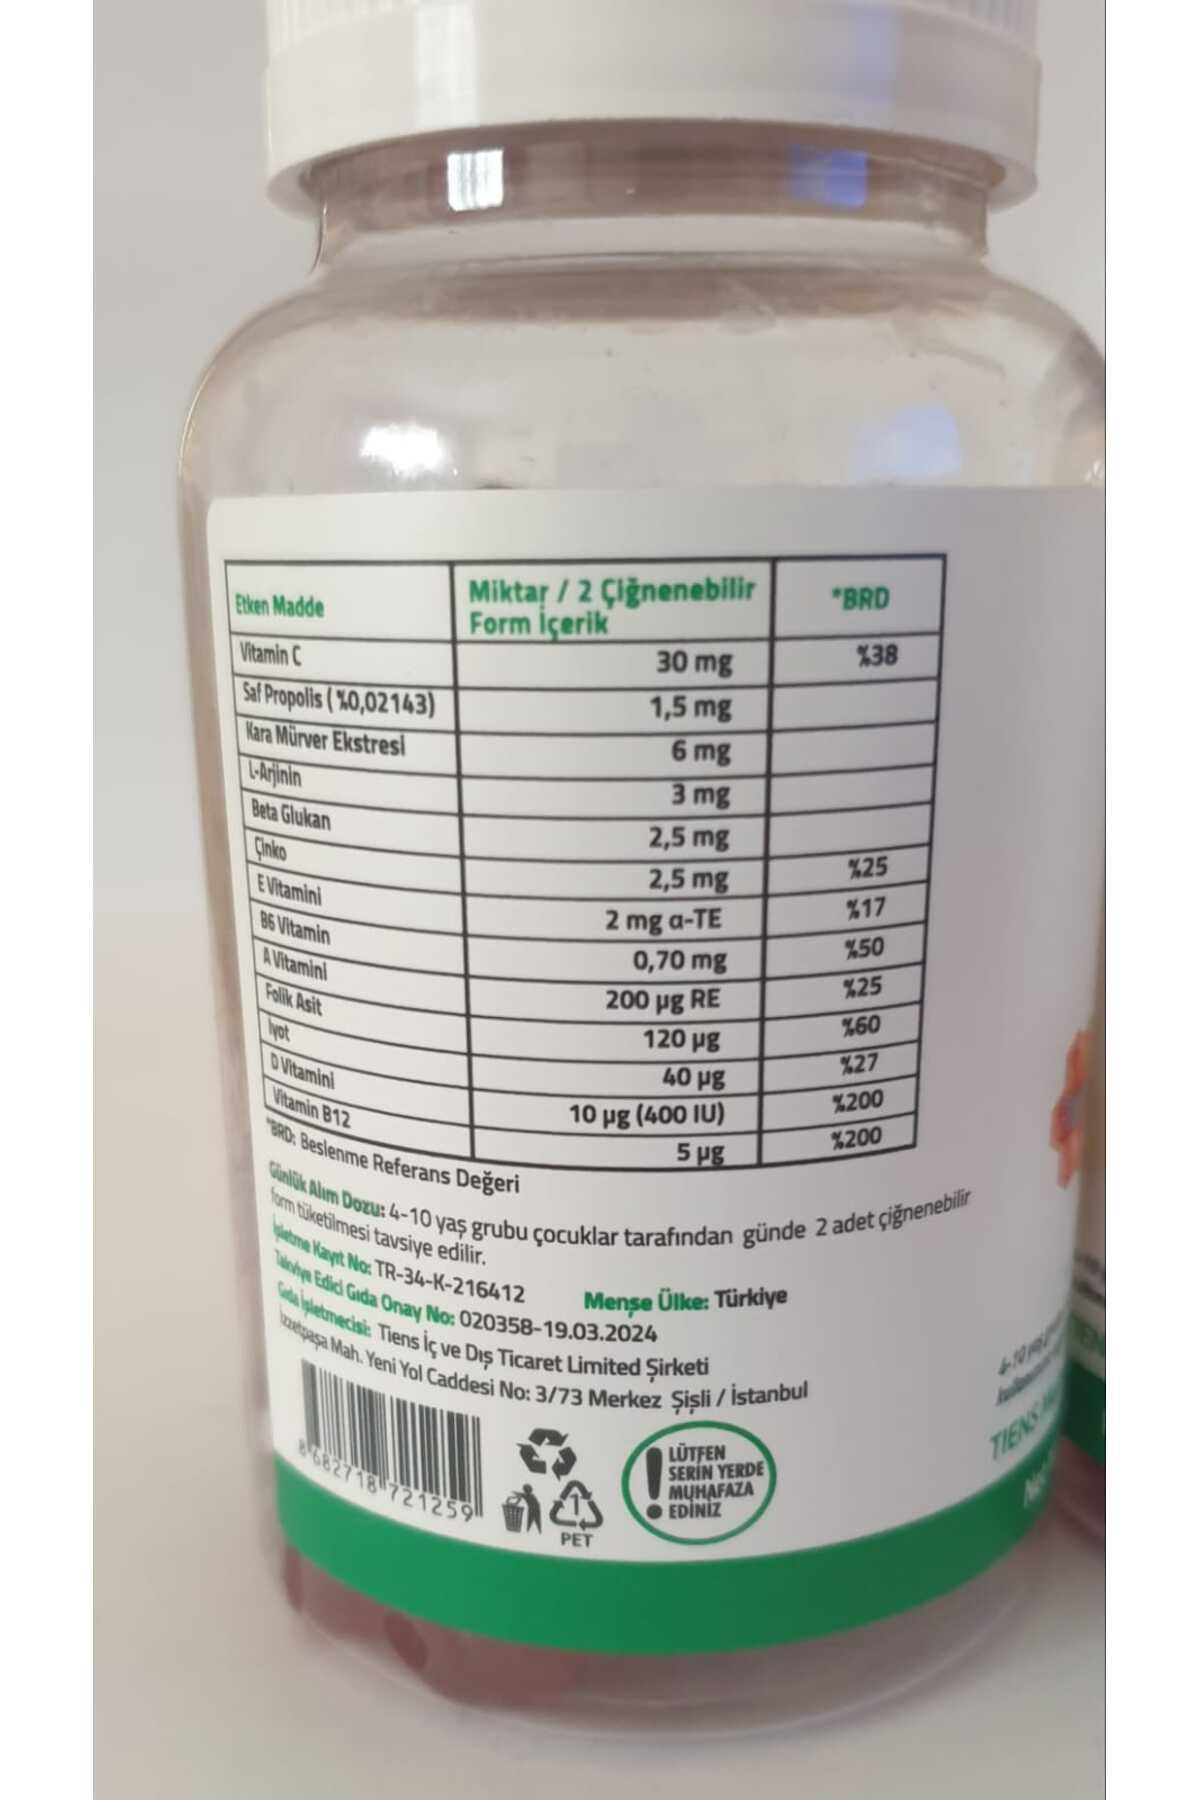 Etken Madde Miktar / 2 Çiğnenebilir Form İçerik *BRD
Vitamin C 30 mg %38
Saf Propolis ( %0,02143) 1,5 mg
Kara Mürver Ekstresi 6 mg
L-Arjinin 3 mg
Beta Glukan 2,5 mg
Çinko 2,5 mg %25
E Vitamini 2 mg α-TE %17
B6 Vitamin 0,70 mg %50
A Vitamini 200 µg RE %25
Folik Asit 120 µg %60
İyot 40 µg %27
D Vitamini 10 µg (400 IU) %200
Vitamin B12 5 µg %200
*BRD: Beslenme Referans Değeri
Günlük Alım Dozu: 4-10 yaş grubu çocuklar tarafından günde 2 adet çiğnenebilir
form tüketilmesi tavsiye edilir.
İşletme Kayıt No: TR-34-K-216412 Menşe Ülke: Türkiye
Takviye Edici Gıda Onay No: 020358-19.03.2024
Gıda İşletmecisi: Tiens İç ve Dış Ticaret Limited Şirketi
İzzetpaşa Mah. Yeni Yol Caddesi No: 3/73 Merkez Şişli / İstanbul
8 682718 721259
1
PET
! LÜTFEN
SERİN YERDE
MUHAFAZA
EDİNİZ
4-10 yaş
TIENS